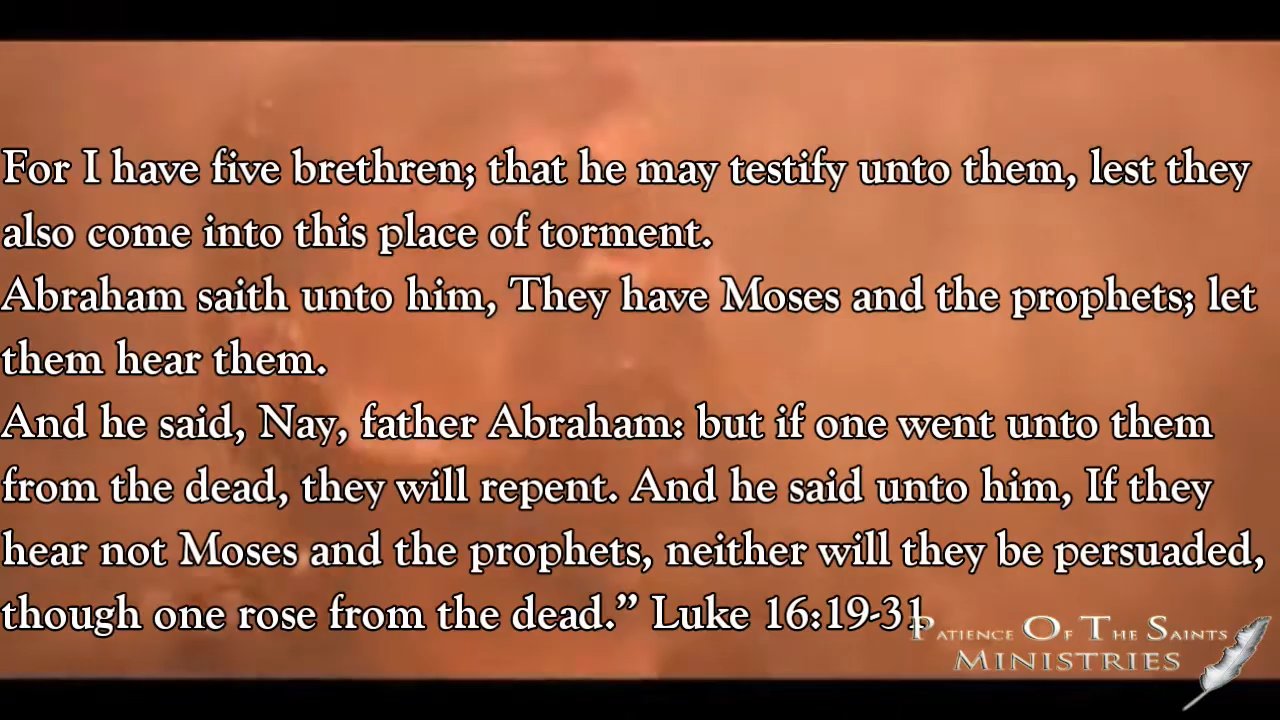 For I have five brethren; that he may testify unto them, lest they
also come into this place of torment.
Abraham saith unto him, They have Moses and the prophets; let
them hear them.
And he said, Nay, father Abraham: but if one went unto them
from the dead, they will repent. And he said unto him, If they
hear not Moses and the prophets, neither will they be persuaded,
though one rose from the dead.” Luke 16:19-31
Patience Of The Saints
Ministries